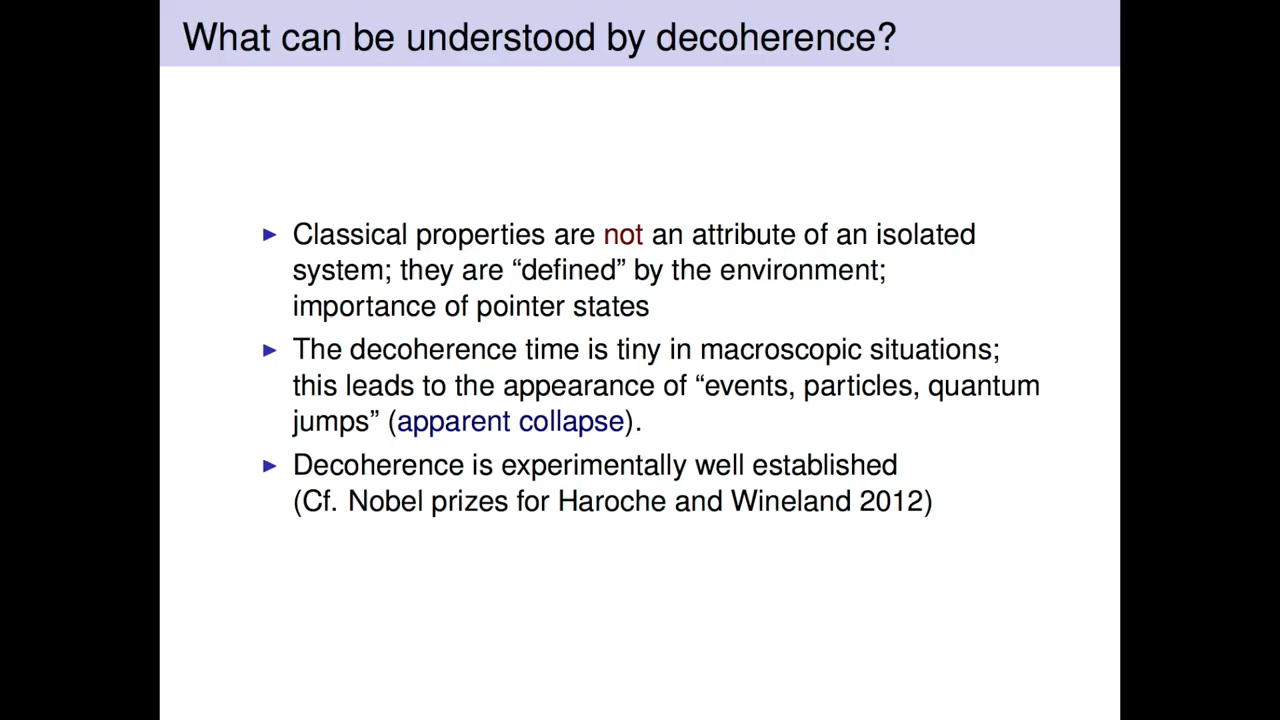 What can be understood by decoherence?
▶ Classical properties are not an attribute of an isolated
system; they are “defined” by the environment;
importance of pointer states
▶ The decoherence time is tiny in macroscopic situations;
this leads to the appearance of “events, particles, quantum
jumps” (apparent collapse).
▶ Decoherence is experimentally well established
(Cf. Nobel prizes for Haroche and Wineland 2012)